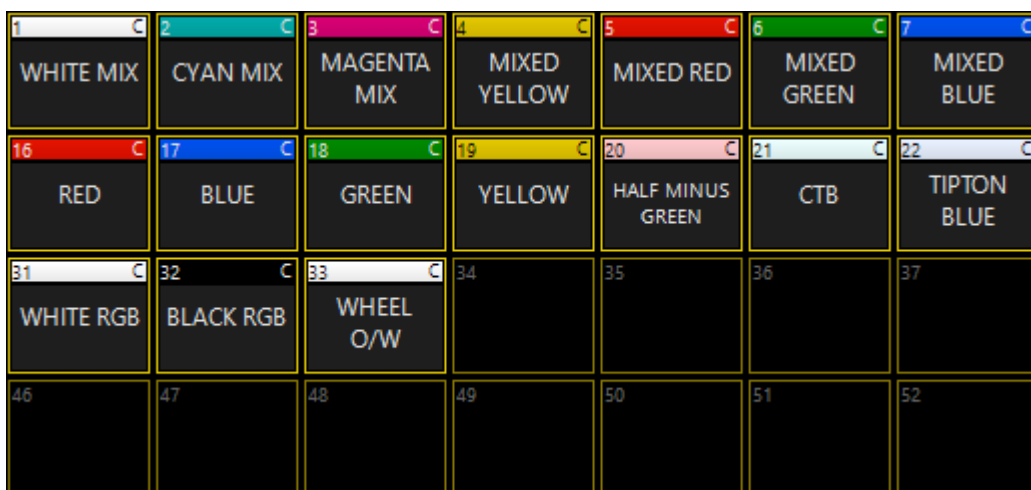 1 C 2 C 3 C 4 C 5 C 6 C 7 C
WHITE MIX CYAN MIX MAGENTA MIX MIXED YELLOW MIXED RED MIXED GREEN MIXED BLUE
16 C 17 C 18 C 19 C 20 C 21 C 22 C
RED BLUE GREEN YELLOW HALF MINUS GREEN CTB TIPTON BLUE
31 C 32 C 33 C 34 35 36 37
WHITE RGB BLACK RGB WHEEL O/W
46 47 48 49 50 51 52